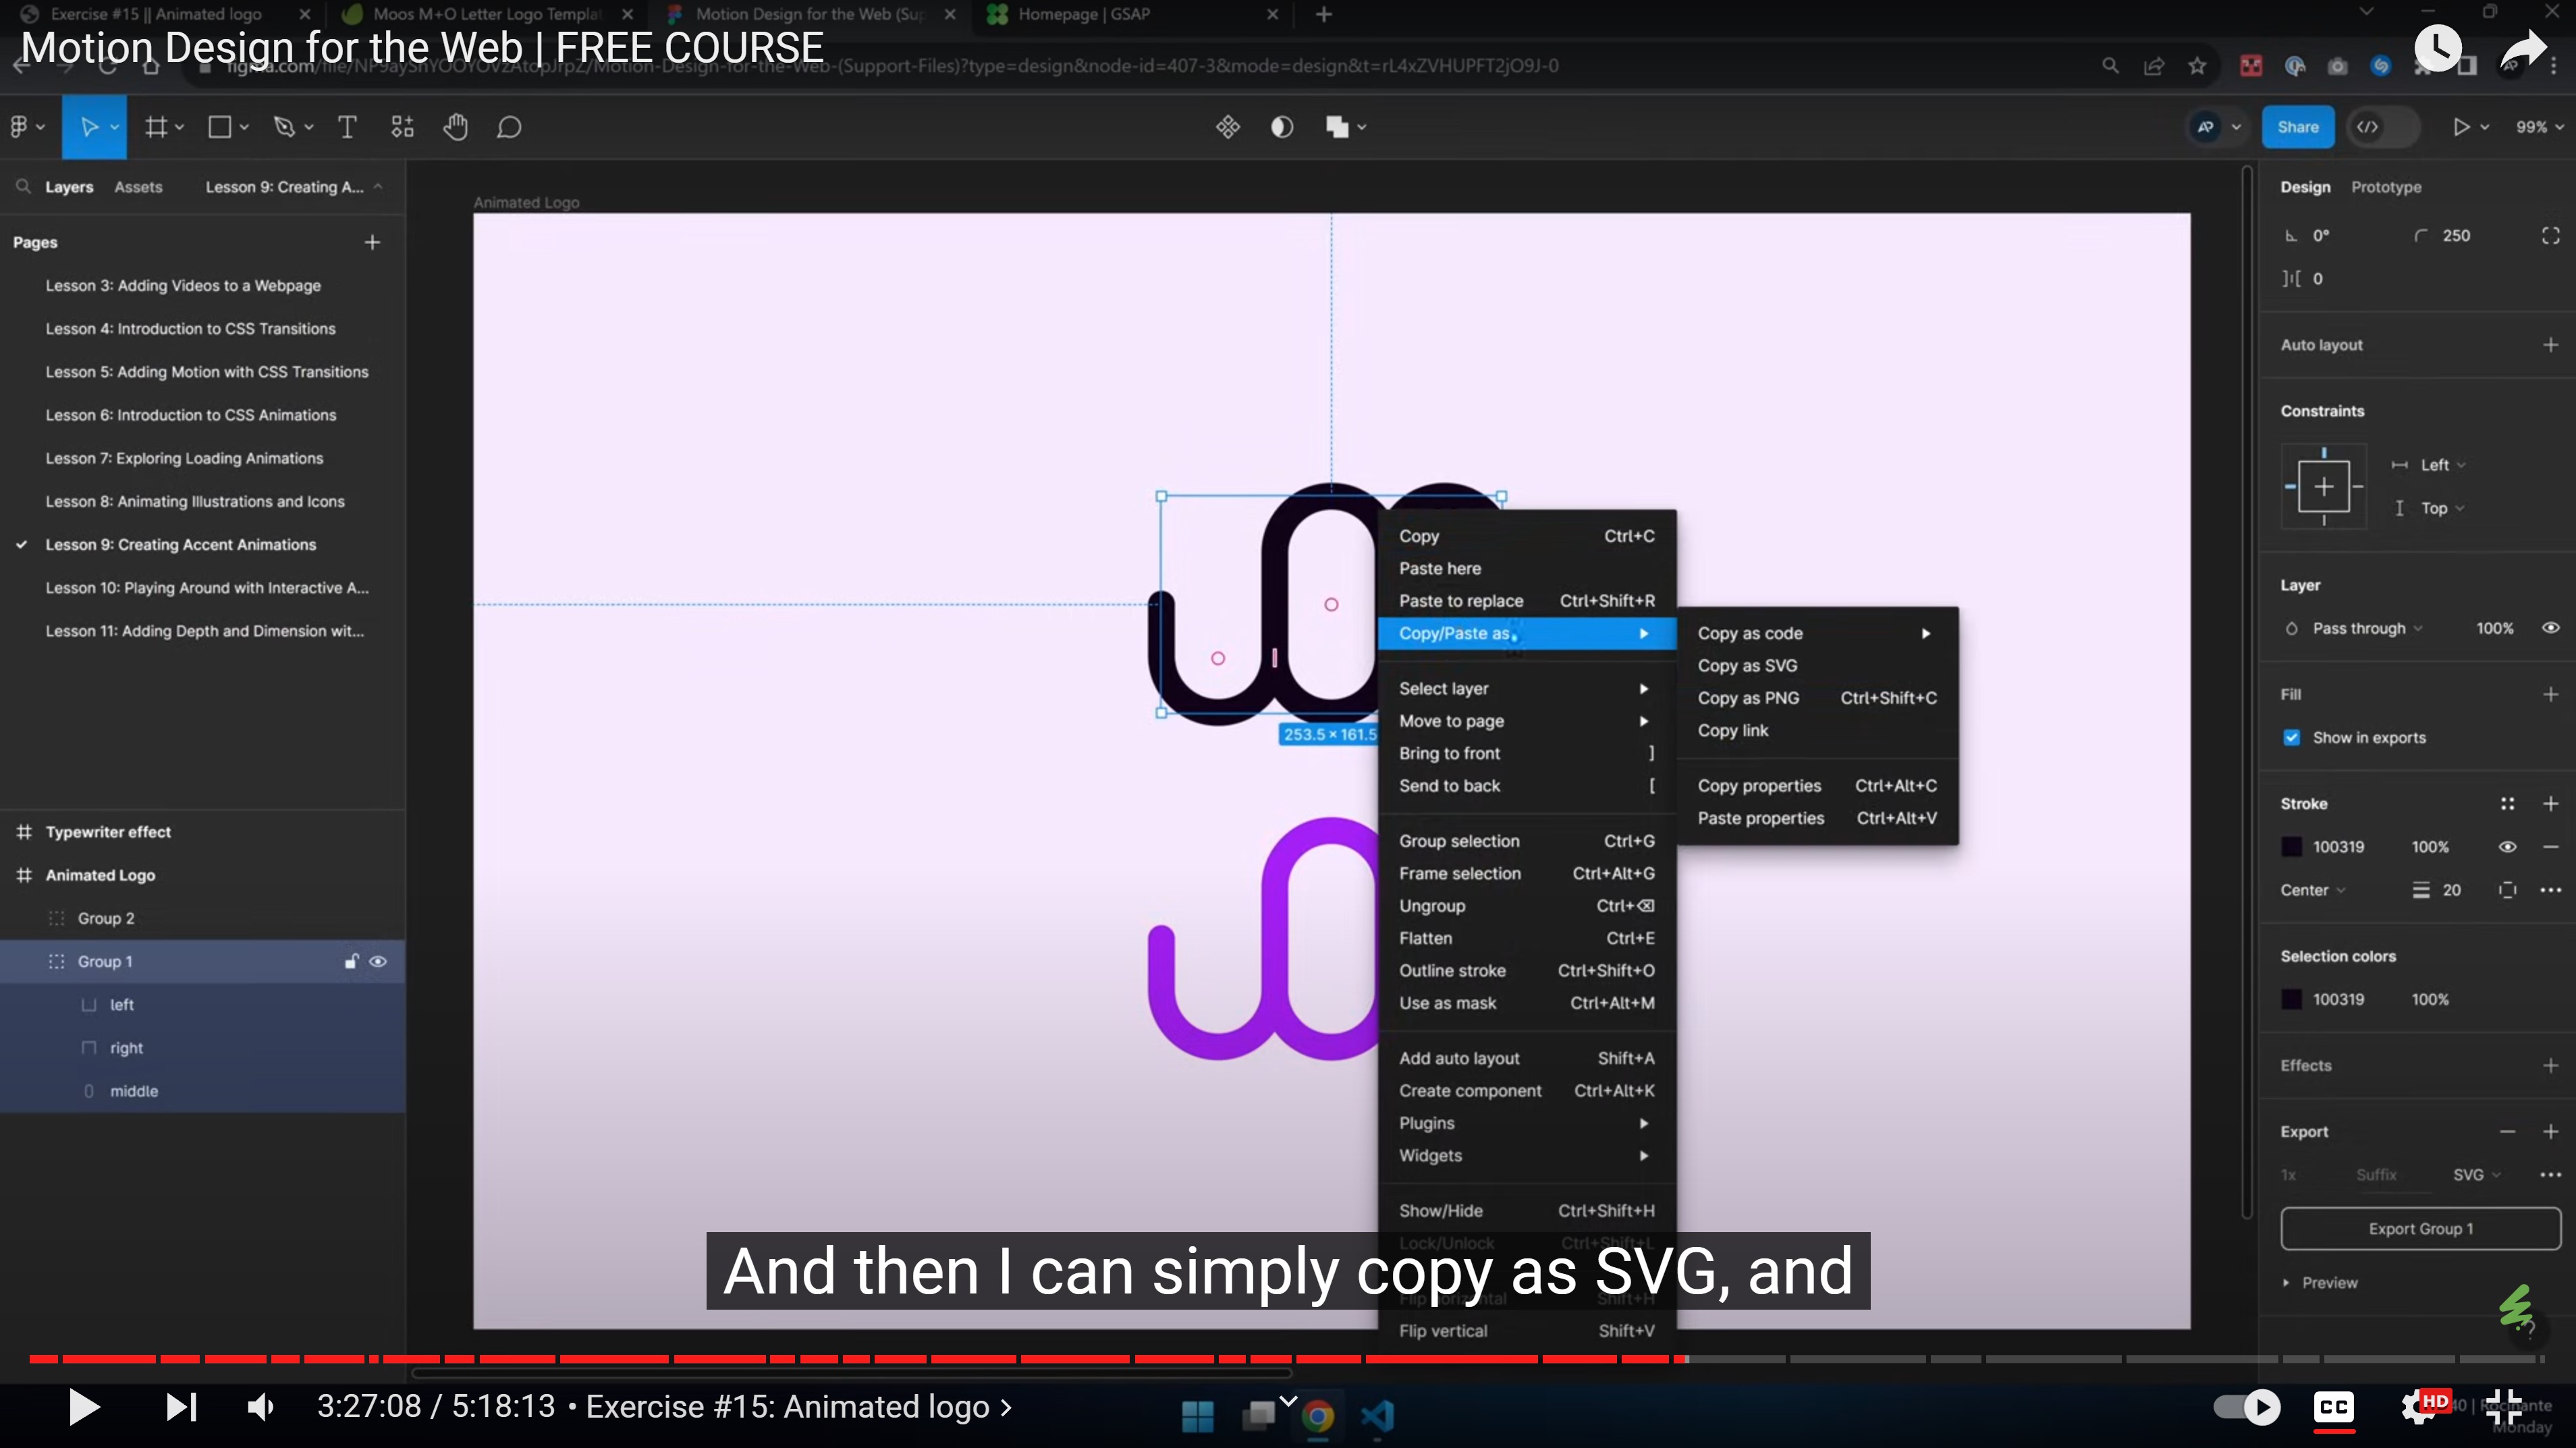 Exercise #15 || Animated logo
Moos M+O Letter Logo Templat
Motion Design for the Web (Sup
Homepage | GSAP
Motion Design for the Web | FREE COURSE
figma.com/file/NP9aySnYOOYOVzAtopJrpZ/Motion-Design-for-the-Web-(Support-Files)?type=design&node-id=407-3&mode=design&t=rL4xZVHUPFT2jO9J-0
AP
Share
99%
Layers
Assets
Lesson 9: Creating A...
Pages
Lesson 3: Adding Videos to a Webpage
Lesson 4: Introduction to CSS Transitions
Lesson 5: Adding Motion with CSS Transitions
Lesson 6: Introduction to CSS Animations
Lesson 7: Exploring Loading Animations
Lesson 8: Animating Illustrations and Icons
Lesson 9: Creating Accent Animations
Lesson 10: Playing Around with Interactive A...
Lesson 11: Adding Depth and Dimension wit...
Typewriter effect
Animated Logo
Group 2
Group 1
left
right
middle
Animated Logo
253.5 × 161.5
Copy Ctrl+C
Paste here
Paste to replace Ctrl+Shift+R
Copy/Paste as
Select layer
Move to page
Bring to front ]
Send to back [
Group selection Ctrl+G
Frame selection Ctrl+Alt+G
Ungroup Ctrl+⌫
Flatten Ctrl+E
Outline stroke Ctrl+Shift+O
Use as mask Ctrl+Alt+M
Add auto layout Shift+A
Create component Ctrl+Alt+K
Plugins
Widgets
Show/Hide Ctrl+Shift+H
Lock/Unlock Ctrl+Shift+L
Flip horizontal Shift+H
Flip vertical Shift+V
Copy as code
Copy as SVG
Copy as PNG Ctrl+Shift+C
Copy link
Copy properties Ctrl+Alt+C
Paste properties Ctrl+Alt+V
Design
Prototype
0°
250
0
Auto layout
Constraints
Left
Top
Layer
Pass through 100%
Fill
Show in exports
Stroke
100319 100%
Center 20
Selection colors
100319 100%
Effects
Export
1x Suffix SVG
Export Group 1
Preview
?
And then I can simply copy as SVG, and
3:27:08 / 5:18:13 • Exercise #15: Animated logo
CC
HD
40 | Rocinante
Monday